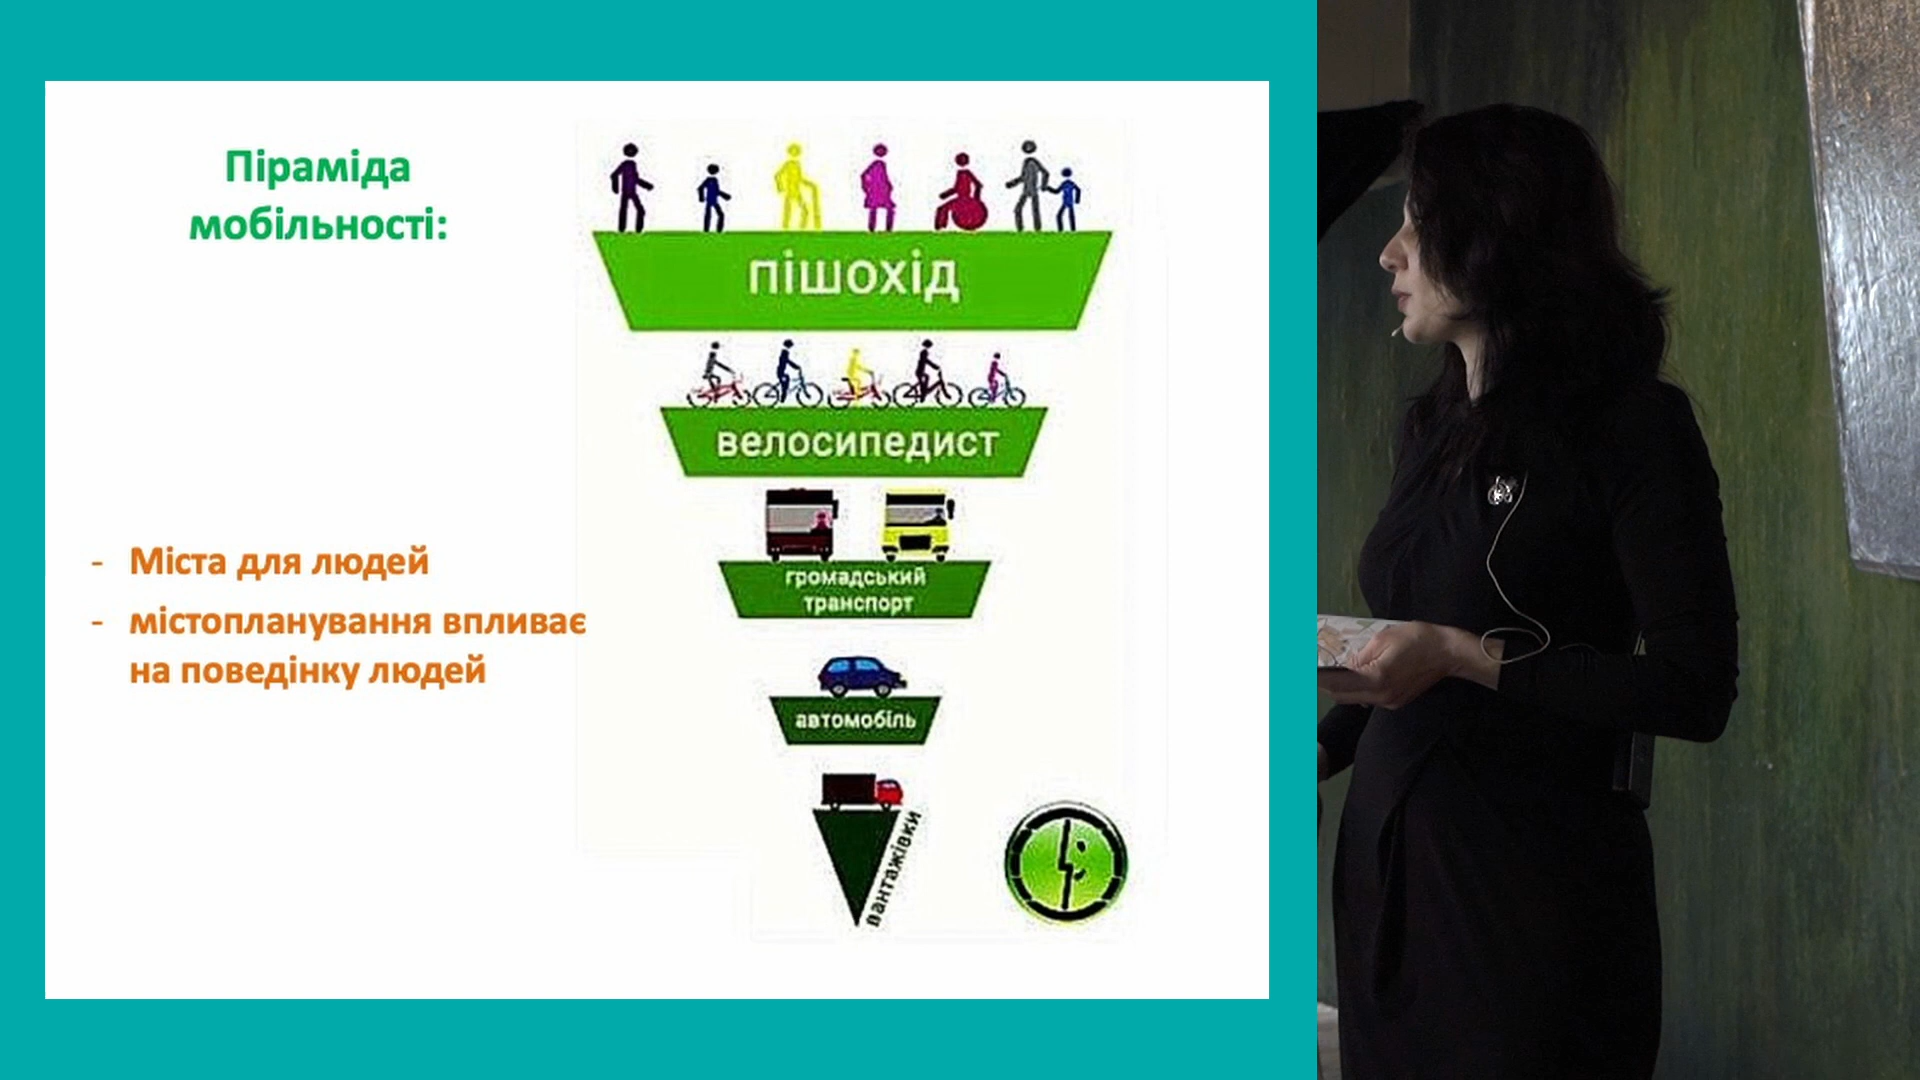 Піраміда
мобільності:
- Міста для людей
- містопланування впливає
на поведінку людей
пішохід
велосипедист
громадський
транспорт
автомобіль
вантажівки